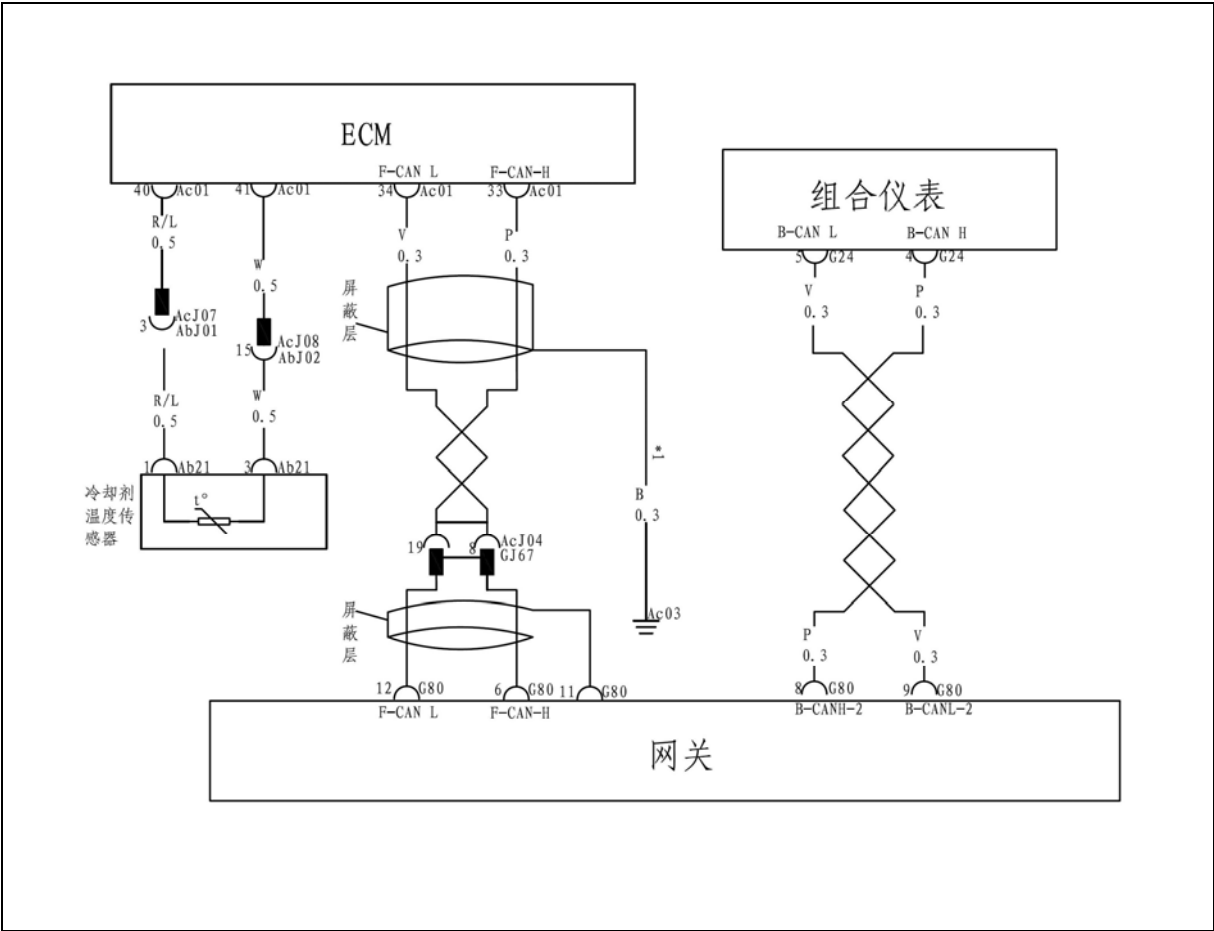 ECM
F-CAN L
F-CAN-H
40
Ac01
41
Ac01
34
Ac01
33
Ac01
组合仪表
B-CAN L
B-CAN H
5
G24
4
G24
R/L
0.5
W
0.5
V
0.3
P
0.3
V
0.3
P
0.3
屏
蔽
层
3
AcJ07
AbJ01
15
AcJ08
AbJ02
R/L
0.5
W
0.5
1
Ab21
3
Ab21
冷却剂
温度传
感器
t°
*1
B
0.3
19
8
AcJ04
GJ67
屏
蔽
层
Ac03
P
0.3
V
0.3
12
G80
6
G80
11
G80
8
G80
9
G80
F-CAN L
F-CAN-H
B-CANH-2
B-CANL-2
网关